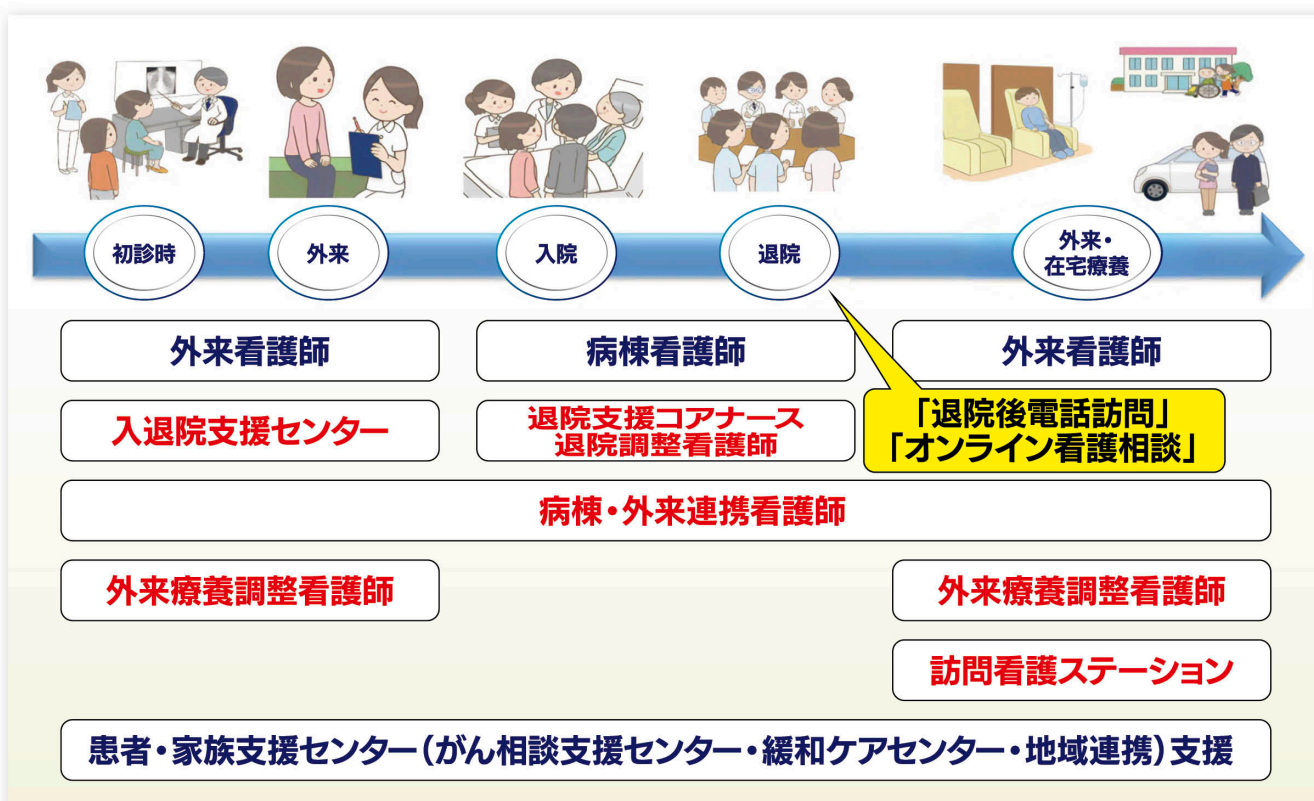 初診時
外来
入院
退院
外来・
在宅療養
外来看護師
病棟看護師
外来看護師
入退院支援センター
退院支援コアナース
退院調整看護師
「退院後電話訪問」
「オンライン看護相談」
病棟・外来連携看護師
外来療養調整看護師
外来療養調整看護師
訪問看護ステーション
患者・家族支援センター（がん相談支援センター・緩和ケアセンター・地域連携）支援